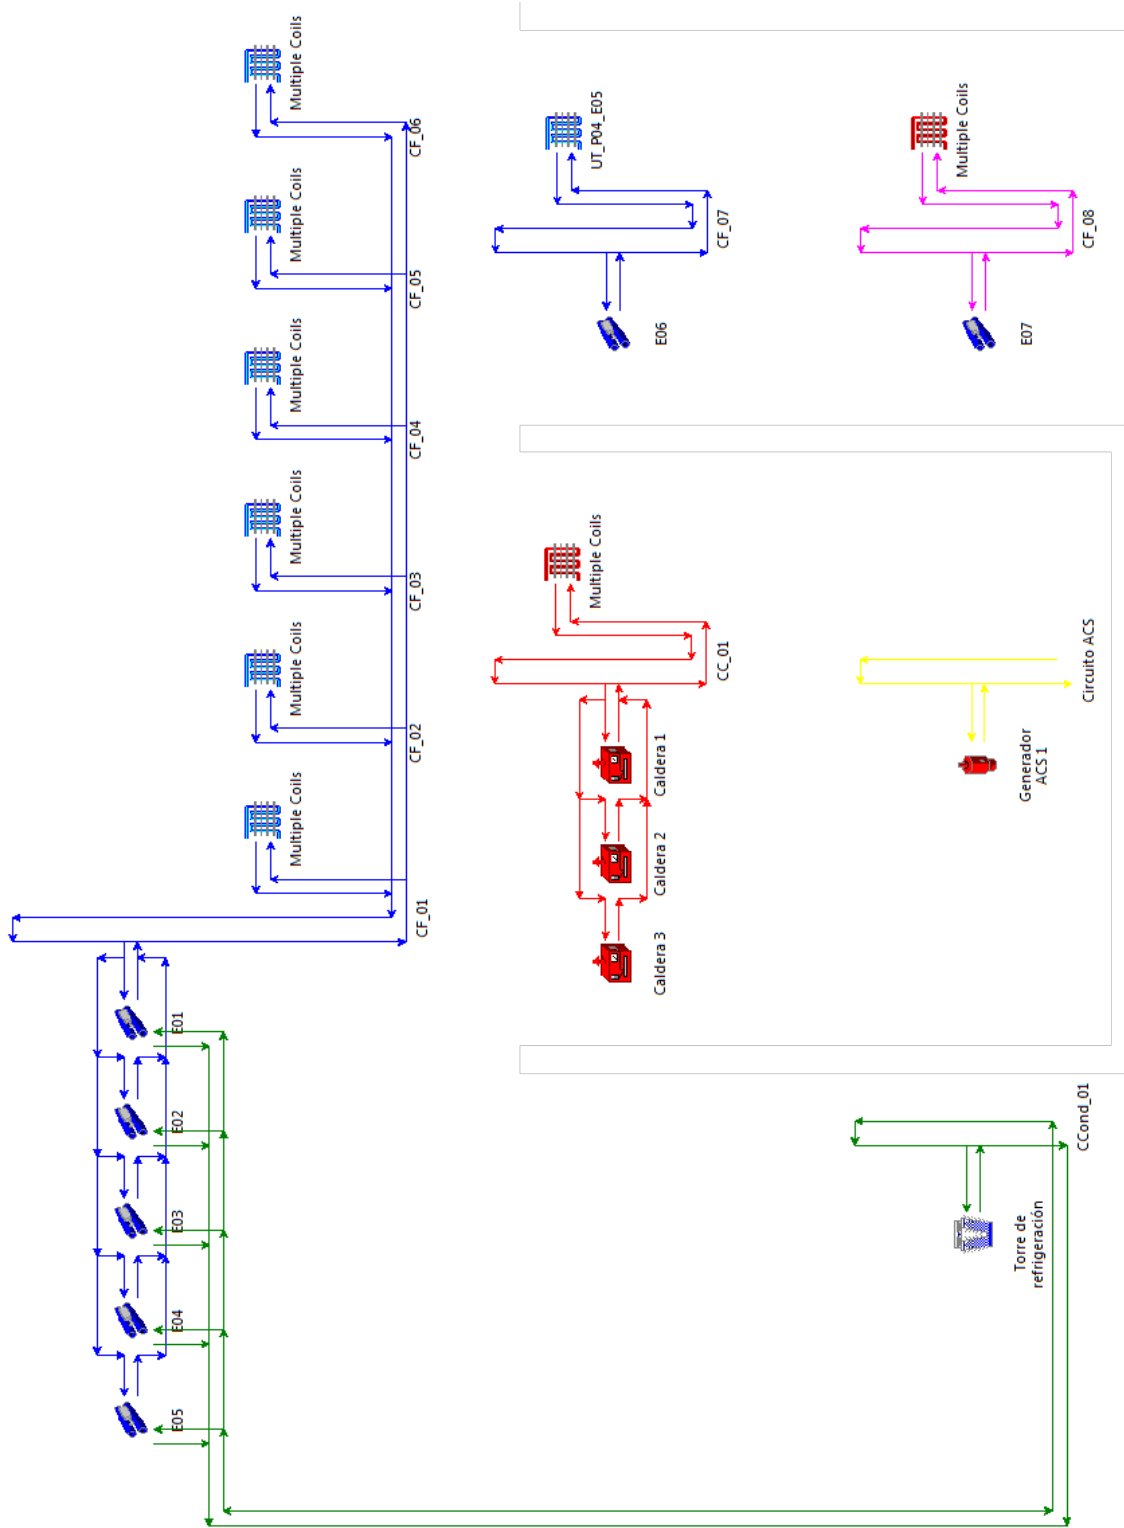 E05
E04
E03
E02
E01
CF_01
Multiple Coils
CF_02
Multiple Coils
CF_03
Multiple Coils
CF_04
Multiple Coils
CF_05
Multiple Coils
CF_06
Multiple Coils
Caldera 3
Caldera 2
Caldera 1
CC_01
Multiple Coils
E06
CF_07
UT_P04_E05
Torre de
refrigeración
CCond_01
Generador
ACS 1
Circuito ACS
E07
CF_08
Multiple Coils